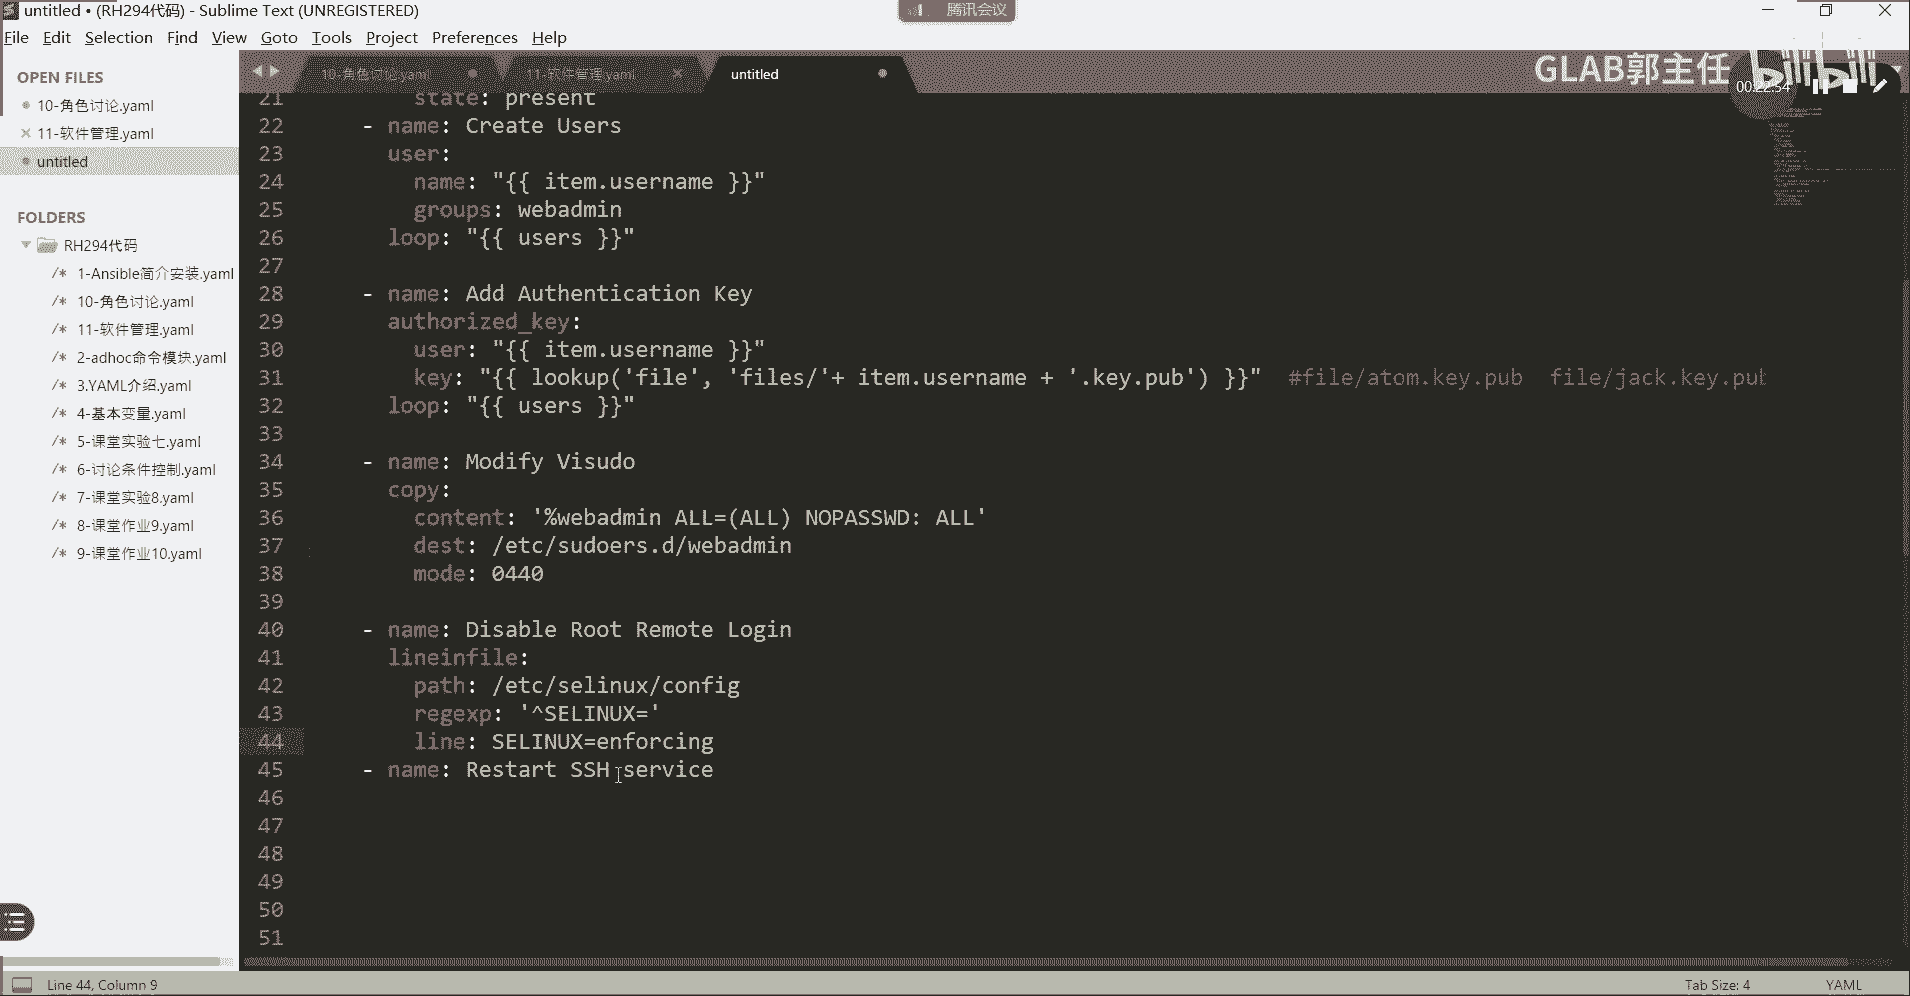 untitled • (RH294代码) - Sublime Text (UNREGISTERED)
腾讯会议
File Edit Selection Find View Goto Tools Project Preferences Help
OPEN FILES
10-角色讨论.yaml
11-软件管理.yaml
untitled
FOLDERS
RH294代码
/* 1-Ansible简介安装.yaml
/* 10-角色讨论.yaml
/* 11-软件管理.yaml
/* 2-adhoc命令模块.yaml
/* 3.YAML介绍.yaml
/* 4-基本变量.yaml
/* 5-课堂实验七.yaml
/* 6-讨论条件控制.yaml
/* 7-课堂实验8.yaml
/* 8-课堂作业9.yaml
/* 9-课堂作业10.yaml
10-角色讨论.yaml
11-软件管理.yaml
untitled
GLAB郭主任
bilibili
00:22:54
21 state: present
22 - name: Create Users
23 user:
24 name: "{{ item.username }}"
25 groups: webadmin
26 loop: "{{ users }}"
27
28 - name: Add Authentication Key
29 authorized_key:
30 user: "{{ item.username }}"
31 key: "{{ lookup('file', 'files/'+ item.username + '.key.pub') }}" #file/atom.key.pub file/jack.key.pub
32 loop: "{{ users }}"
33
34 - name: Modify Visudo
35 copy:
36 content: '%webadmin ALL=(ALL) NOPASSWD: ALL'
37 dest: /etc/sudoers.d/webadmin
38 mode: 0440
39
40 - name: Disable Root Remote Login
41 lineinfile:
42 path: /etc/selinux/config
43 regexp: '^SELINUX='
44 line: SELINUX=enforcing
45 - name: Restart SSH service
46
47
48
49
50
51
Line 44, Column 9
Tab Size: 4
YAML